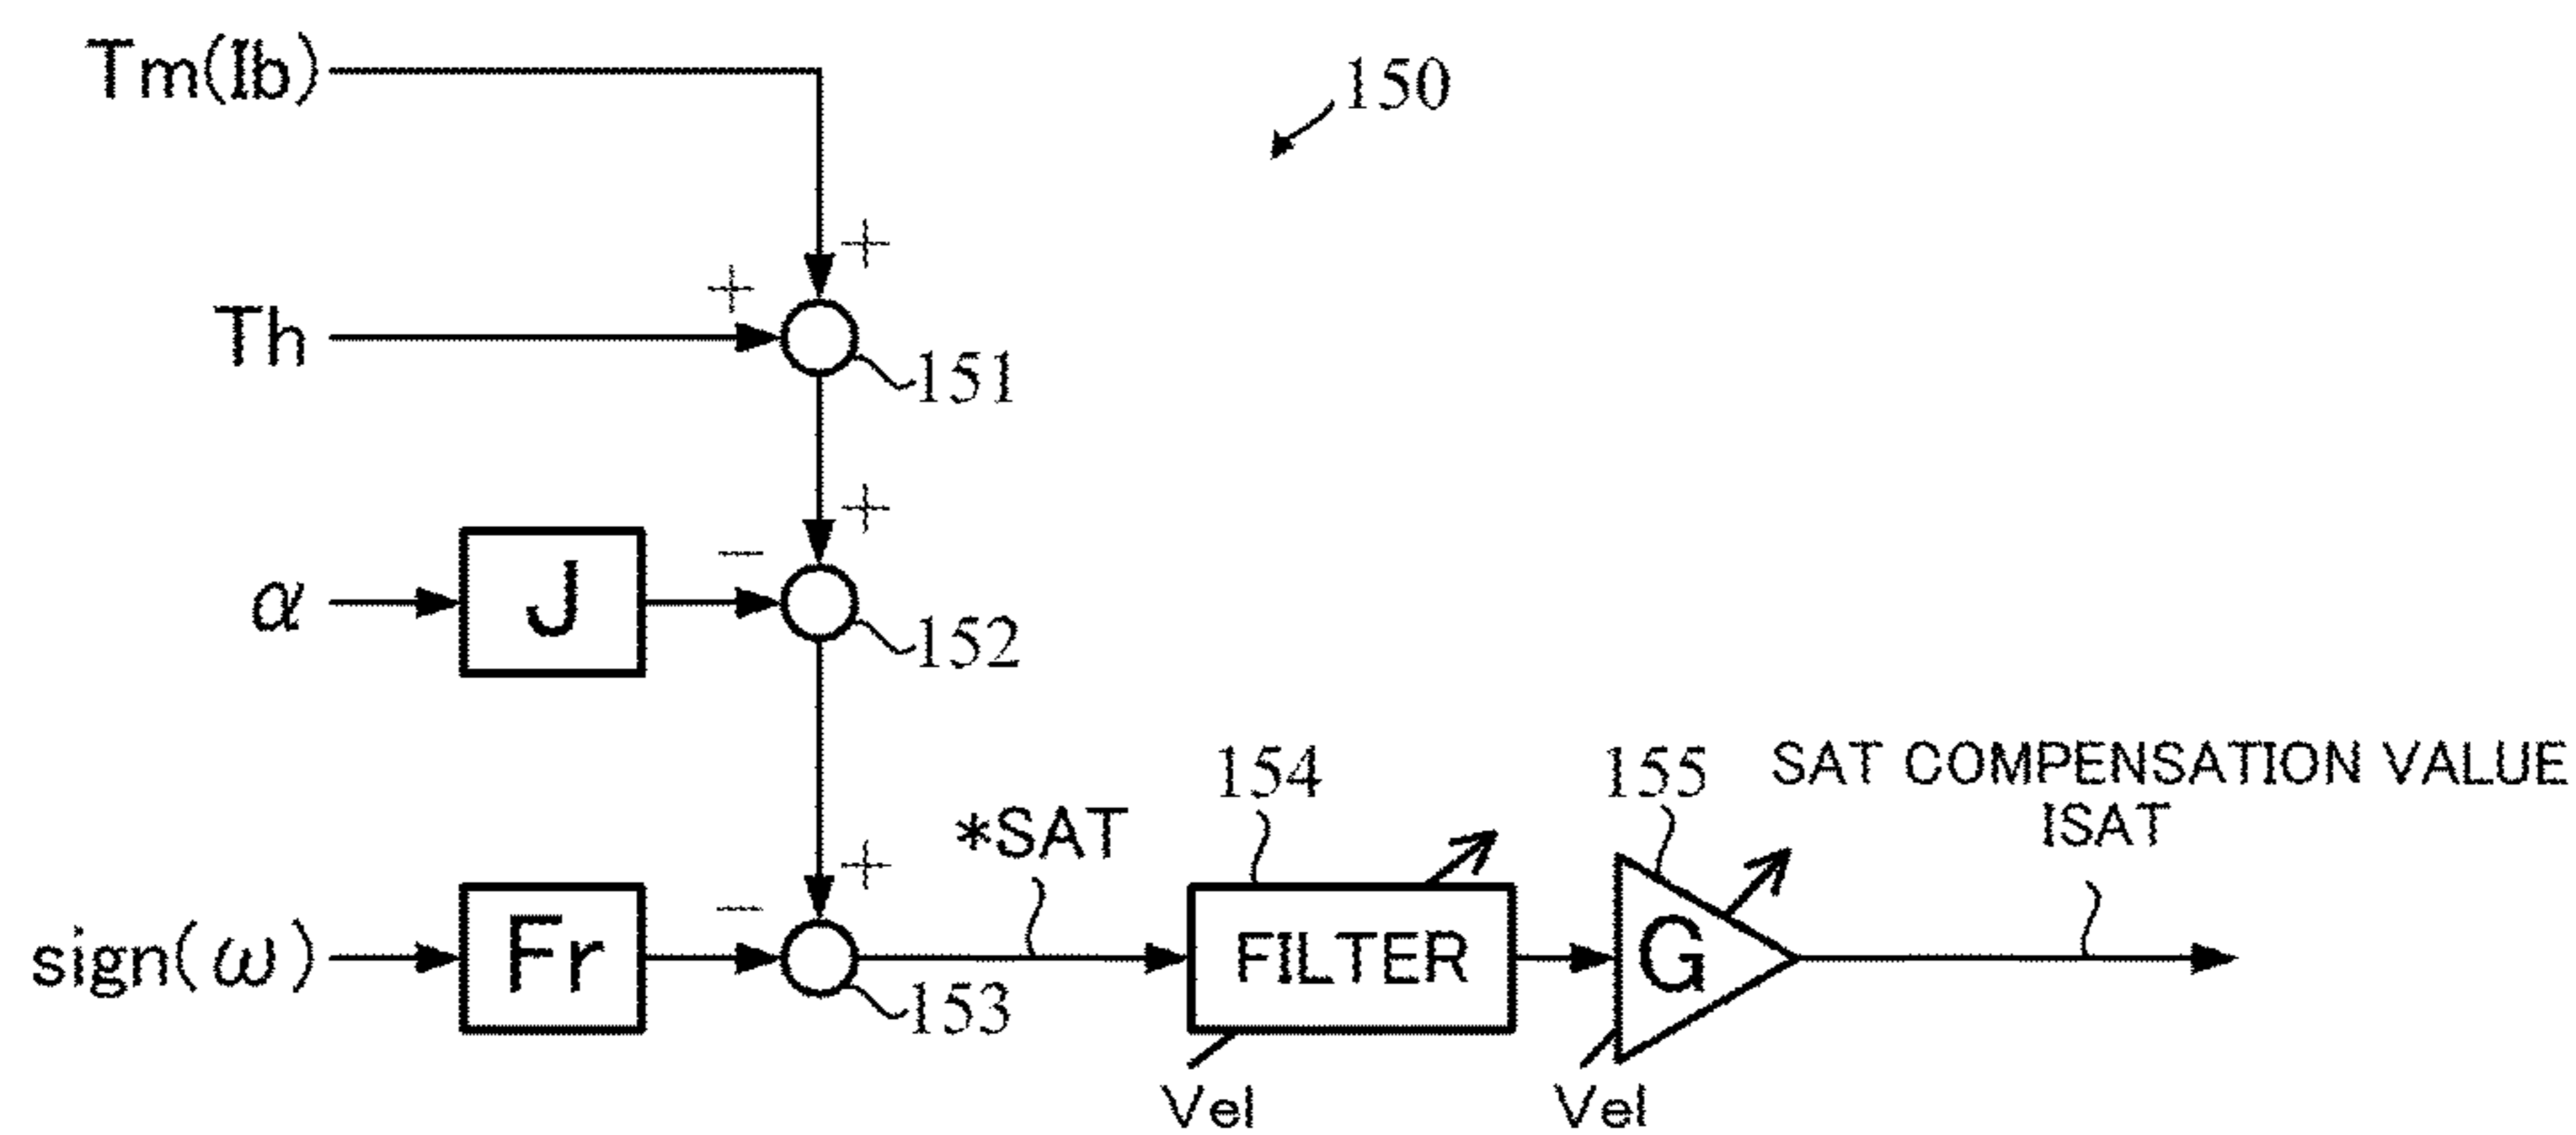 Tm(Ib)
150
+
+
Th
151
+
−
α
J
152
154
155
SAT COMPENSATION VALUE
ISAT
*SAT
+
−
sign(ω)
Fr
153
FILTER
G
Vel
Vel